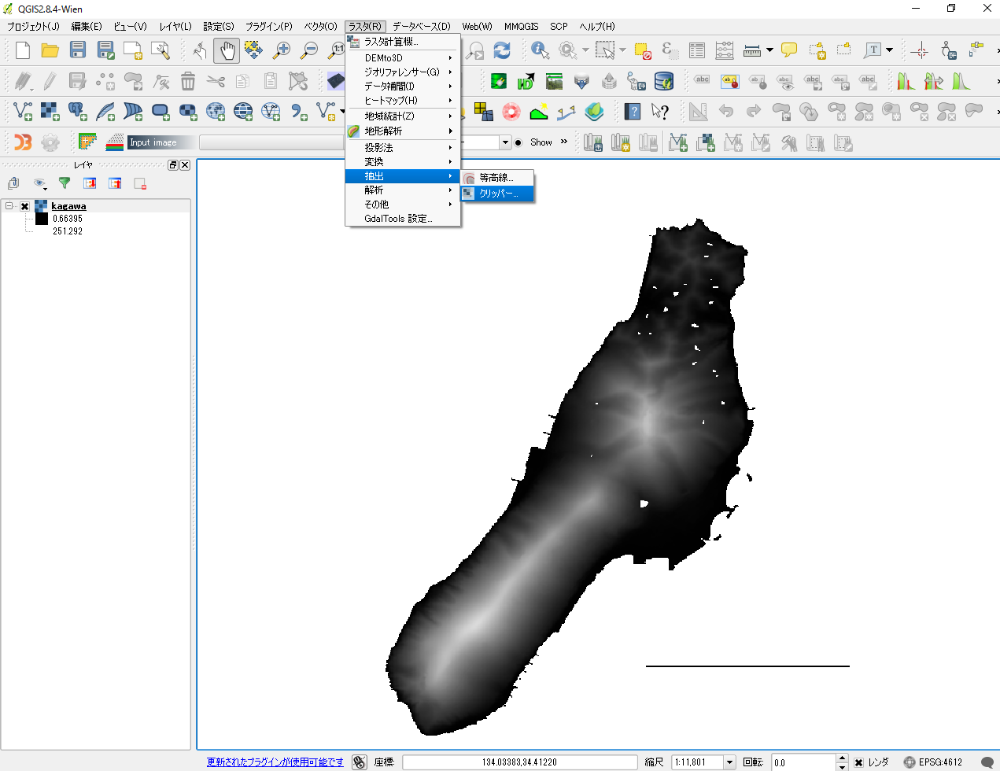 QGIS2.8.4-Wien
プロジェクト(J) 編集(E) ビュー(V) レイヤ(L) 設定(S) プラグイン(P) ベクタ(O) ラスタ(R) データベース(D) Web(W) MMQGIS SCP ヘルプ(H)
ラスタ計算機...
DEMto3D
ジオリファレンサー(G)
データ補間(I)
ヒートマップ(H)
地域統計(Z)
地形解析
投影法
変換
抽出
解析
その他
GdalTools 設定...
等高線...
クリッパー...
Input image
Show
レイヤ
kagawa
0.66395
251.292
更新されたプラグインが使用可能です 座標: 134.03383,34.41220 縮尺 1:11,801 回転: 0.0 レンダ EPSG:4612